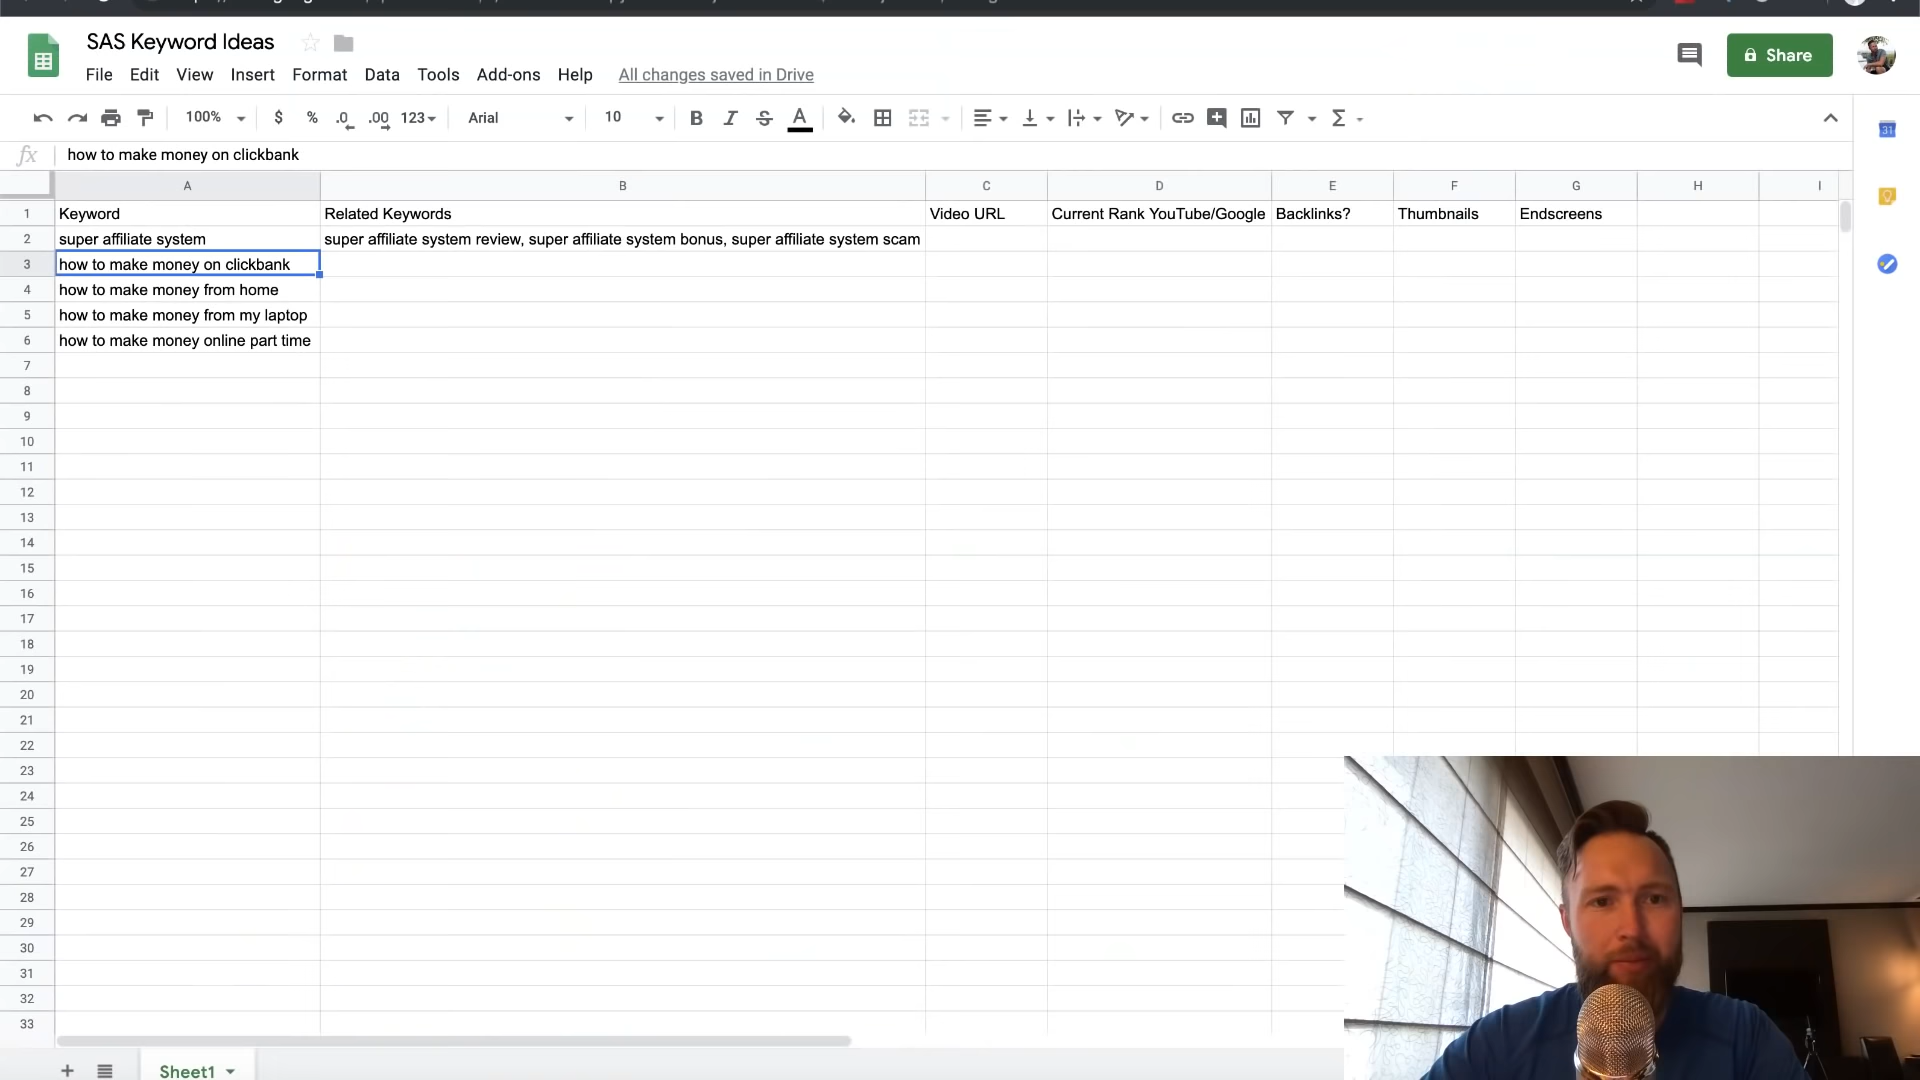 SAS Keyword Ideas
File Edit View Insert Format Data Tools Add-ons Help All changes saved in Drive
Share
100% $ % .0 .00 123 Arial 10 B I S A Σ
31
fx how to make money on clickbank
A B C D E F G H I
1 Keyword Related Keywords Video URL Current Rank YouTube/Google Backlinks? Thumbnails Endscreens
2 super affiliate system super affiliate system review, super affiliate system bonus, super affiliate system scam
3 how to make money on clickbank
4 how to make money from home
5 how to make money from my laptop
6 how to make money online part time
7
8
9
10
11
12
13
14
15
16
17
18
19
20
21
22
23
24
25
26
27
28
29
30
31
32
33
Sheet1